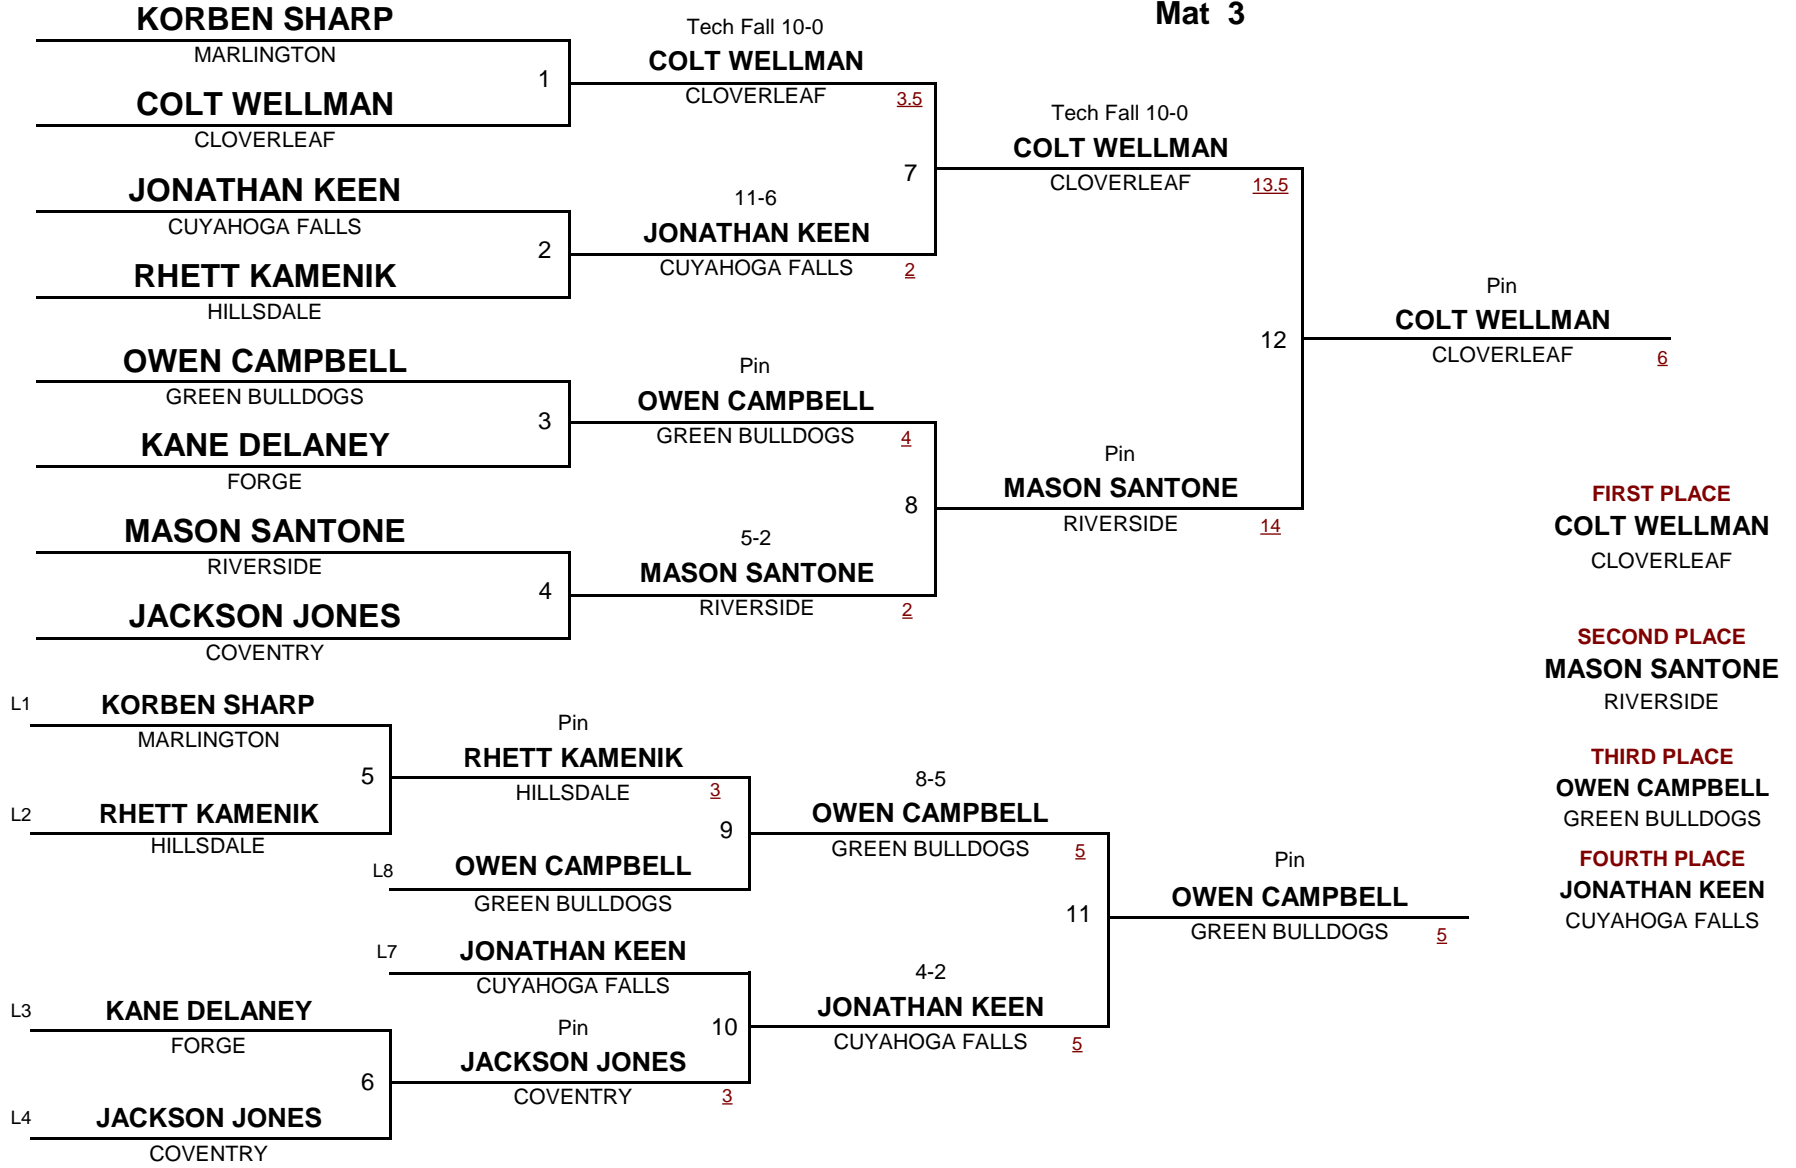 Mat 3
KORBEN SHARP
MARLINGTON
1
COLT WELLMAN
CLOVERLEAF
JONATHAN KEEN
CUYAHOGA FALLS
2
RHETT KAMENIK
HILLSDALE
OWEN CAMPBELL
GREEN BULLDOGS
3
KANE DELANEY
FORGE
MASON SANTONE
RIVERSIDE
4
JACKSON JONES
COVENTRY
Tech Fall 10-0
COLT WELLMAN
CLOVERLEAF 3.5
7
11-6
JONATHAN KEEN
CUYAHOGA FALLS 2
Pin
OWEN CAMPBELL
GREEN BULLDOGS 4
8
5-2
MASON SANTONE
RIVERSIDE 2
Tech Fall 10-0
COLT WELLMAN
CLOVERLEAF 13.5
12
Pin
MASON SANTONE
RIVERSIDE 14
Pin
COLT WELLMAN
CLOVERLEAF 6
FIRST PLACE
COLT WELLMAN
CLOVERLEAF
SECOND PLACE
MASON SANTONE
RIVERSIDE
THIRD PLACE
OWEN CAMPBELL
GREEN BULLDOGS
FOURTH PLACE
JONATHAN KEEN
CUYAHOGA FALLS
L1 KORBEN SHARP
MARLINGTON
5
L2 RHETT KAMENIK
HILLSDALE
L3 KANE DELANEY
FORGE
6
L4 JACKSON JONES
COVENTRY
Pin
RHETT KAMENIK
HILLSDALE 3
9
L8 OWEN CAMPBELL
GREEN BULLDOGS
L7 JONATHAN KEEN
CUYAHOGA FALLS
10
Pin
JACKSON JONES
COVENTRY 3
8-5
OWEN CAMPBELL
GREEN BULLDOGS 5
11
4-2
JONATHAN KEEN
CUYAHOGA FALLS 5
Pin
OWEN CAMPBELL
GREEN BULLDOGS 5